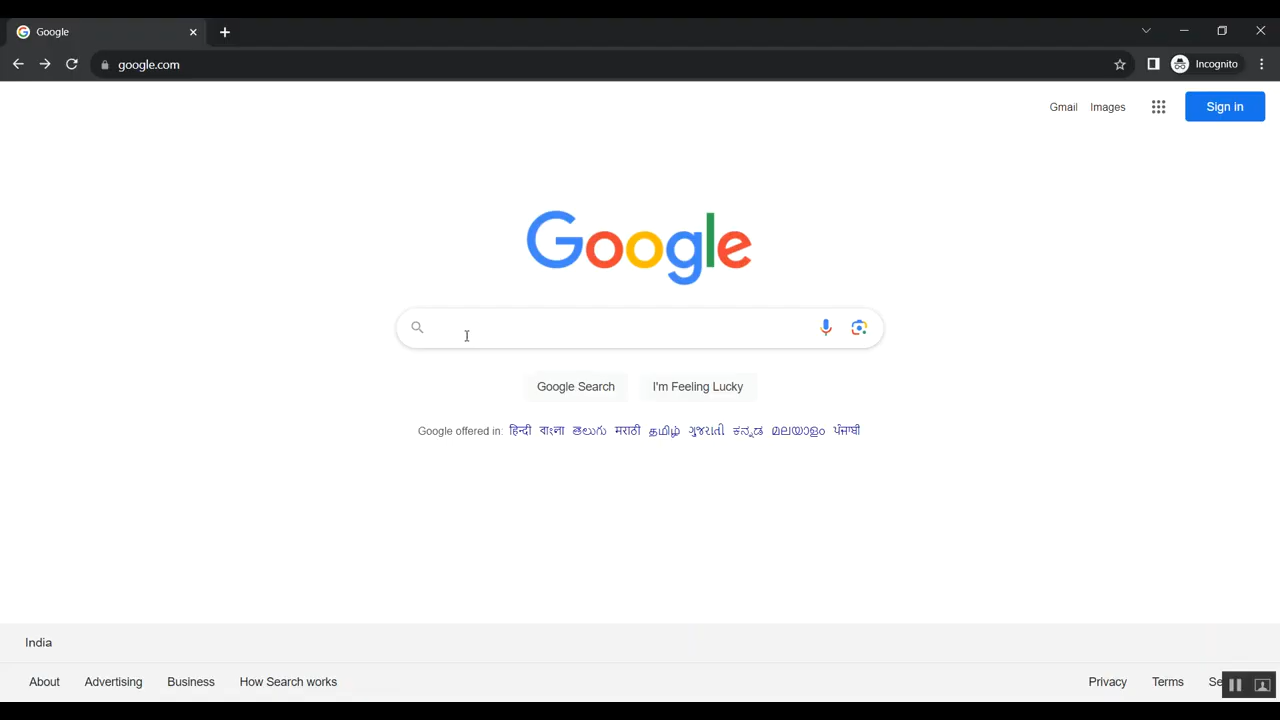 Google
google.com
Incognito
Gmail Images Sign in
Google
Google Search I'm Feeling Lucky
Google offered in: हिन्दी বাংলা తెలుగు मराठी தமிழ் ગુજરાતી ಕನ್ನಡ മലയാളം ਪੰਜਾਬੀ
India
About Advertising Business How Search works Privacy Terms